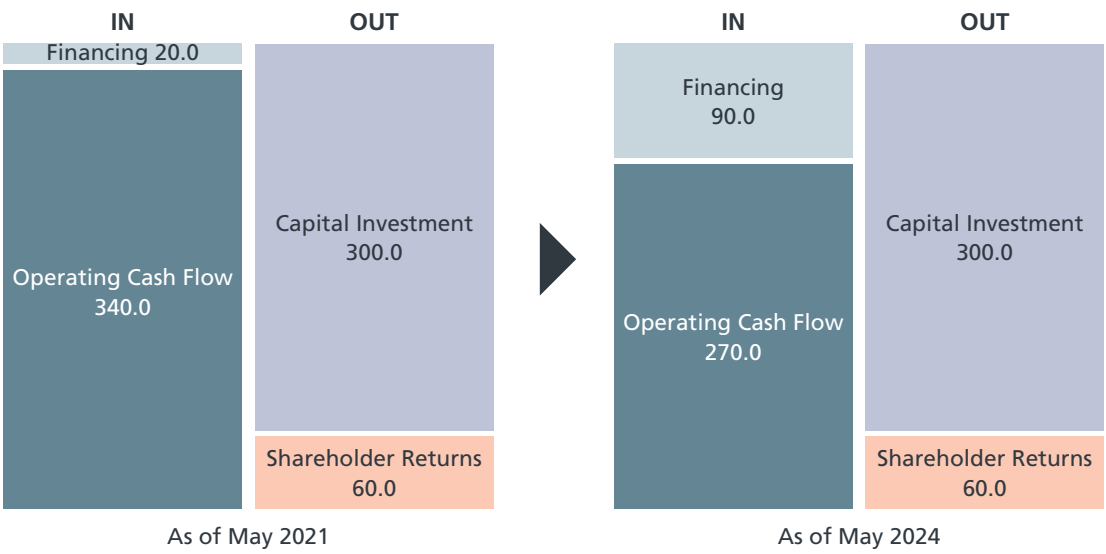 IN
OUT
Financing 20.0
Operating Cash Flow
340.0
Capital Investment
300.0
Shareholder Returns
60.0
As of May 2021
IN
OUT
Financing
90.0
Operating Cash Flow
270.0
Capital Investment
300.0
Shareholder Returns
60.0
As of May 2024